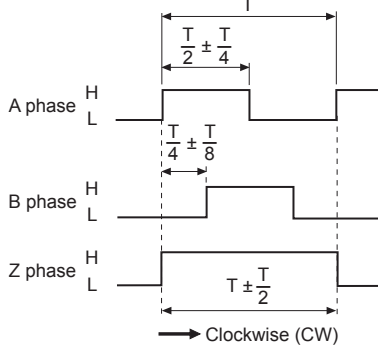 T
T/2 ± T/4
H
A phase
L
T/4 ± T/8
H
B phase
L
H
Z phase
L
T ± T/2
Clockwise (CW)